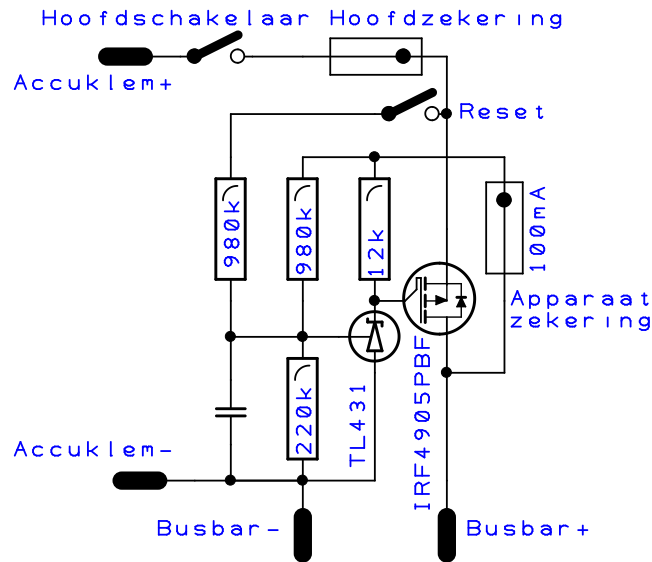 Hoofdschakelaar Hoofdzekering
Accuklem+
Reset
980k
980k
12k
100mA
Apparaat
zekering
220k
TL431
IRF4905PBF
Accuklem-
Busbar-
Busbar+